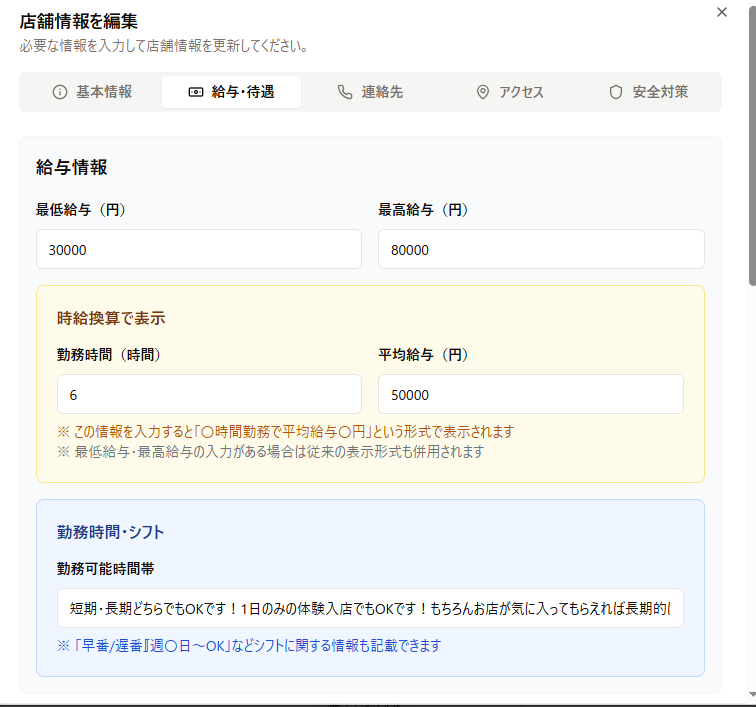 店舗情報を編集
必要な情報を入力して店舗情報を更新してください。
基本情報 給与・待遇 連絡先 アクセス 安全対策
給与情報
最低給与（円） 最高給与（円）
30000 80000
時給換算で表示
勤務時間（時間） 平均給与（円）
6 50000
※ この情報を入力すると「〇時間勤務で平均給与〇円」という形式で表示されます
※ 最低給与・最高給与の入力がある場合は従来の表示形式も併用されます
勤務時間・シフト
勤務可能時間帯
短期・長期どちらでもOKです！1日のみの体験入店でもOKです！もちろんお店が気に入ってもらえれば長期的に
※ 「早番/遅番』『週〇日～OK」などシフトに関する情報も記載できます